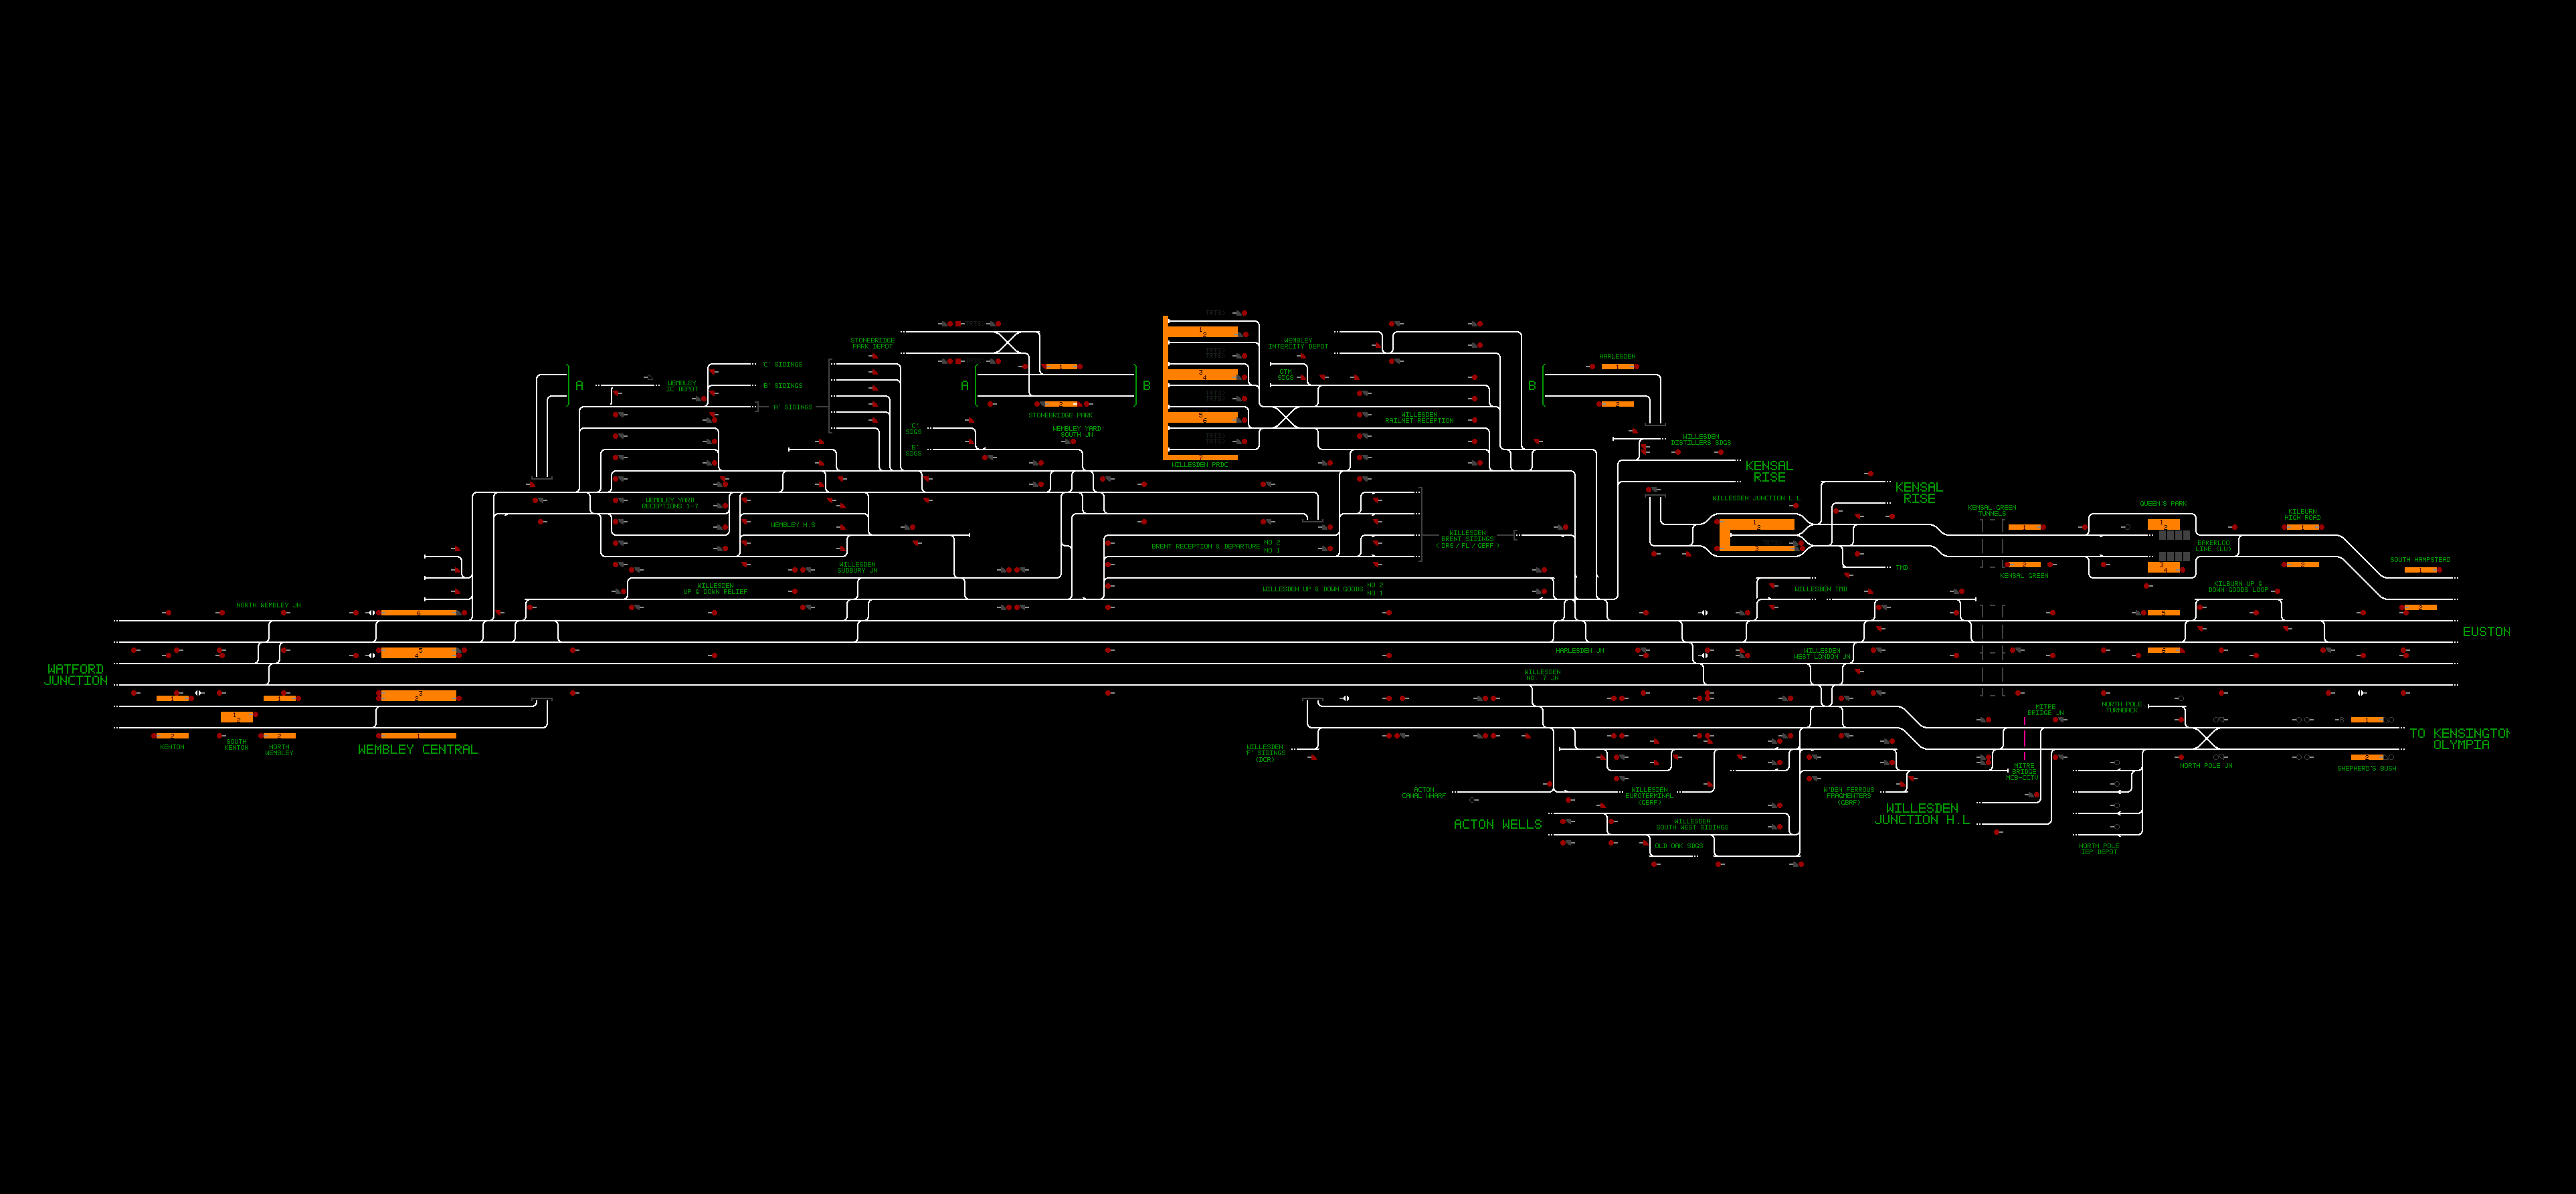 STONEBRIDGE
PARK DEPOT
WEMBLEY
INTERCITY DEPOT
HARLESDEN
'C' SIDINGS
A
WEMBLEY
IC DEPOT
'B' SIDINGS
'A' SIDINGS
A
B
OTM
SDGS
B
STONEBRIDGE PARK
WILLESDEN
RAILNET RECEPTION
'C'
SDGS
WEMBLEY YARD
SOUTH JN
'B'
SDGS
WILLESDEN
DISTILLERS SDGS
WILLESDEN PRDC
KENSAL
RISE
KENSAL
RISE
WEMBLEY YARD
RECEPTIONS 1-7
WILLESDEN JUNCTION L.L
KENSAL GREEN
TUNNELS
QUEEN'S PARK
KILBURN
HIGH ROAD
WEMBLEY H.S
WILLESDEN
BRENT SIDINGS
(DRS / FL / GBRF)
BRENT RECEPTION & DEPARTURE
NO 2
NO 1
BAKERLOO
LINE (LU)
SOUTH HAMPSTEAD
WILLESDEN
SUDBURY JN
TMD
KENSAL GREEN
WILLESDEN
UP & DOWN RELIEF
WILLESDEN UP & DOWN GOODS
NO 2
NO 1
WILLESDEN TMD
KILBURN UP &
DOWN GOODS LOOP
NORTH WEMBLEY JN
EUSTON
WATFORD
JUNCTION
HARLESDEN JN
WILLESDEN
WEST LONDON JN
WILLESDEN
NO. 7 JN
MITRE
BRIDGE JN
NORTH POLE
TURNBACK
KENTON
SOUTH
KENTON
NORTH
WEMBLEY
WEMBLEY CENTRAL
WILLESDEN
'F' SIDINGS
(DCR)
TO KENSINGTON
OLYMPIA
MITRE
BRIDGE
MCB-CCTV
NORTH POLE JN
SHEPHERD'S BUSH
ACTON
CANAL WHARF
WILLESDEN
EUROTERMINAL
(GBRF)
W'DEN FERROUS
FRAGMENTERS
(GBRF)
WILLESDEN
JUNCTION H.L
ACTON WELLS
WILLESDEN
SOUTH WEST SIDINGS
OLD OAK SDGS
NORTH POLE
IEP DEPOT